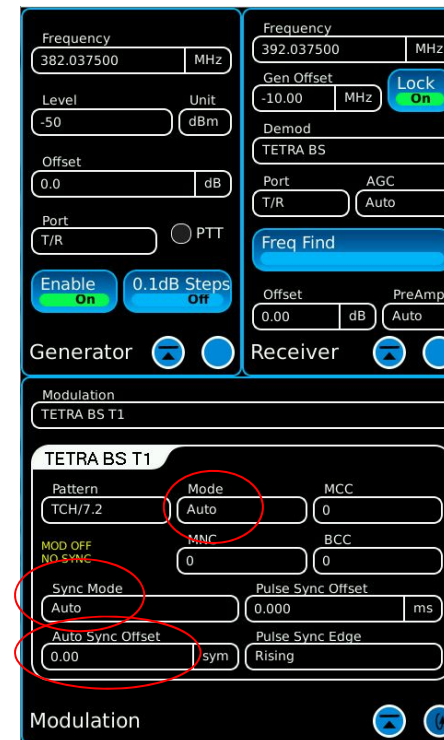 Frequency
382.037500 MHz
Level Unit
-50 dBm
Offset
0.0 dB
Port
T/R PTT
Enable 0.1dB Steps
On Off
Generator
Frequency
392.037500 MHz
Gen Offset Lock
-10.00 MHz On
Demod
TETRA BS
Port AGC
T/R Auto
Freq Find
Offset PreAmp
0.00 dB Auto
Receiver
Modulation
TETRA BS T1
TETRA BS T1
Pattern Mode MCC
TCH/7.2 Auto 0
MOD OFF MNC BCC
NO SYNC 0 0
Sync Mode Pulse Sync Offset
Auto 0.000 ms
Auto Sync Offset Pulse Sync Edge
0.00 sym Rising
Modulation